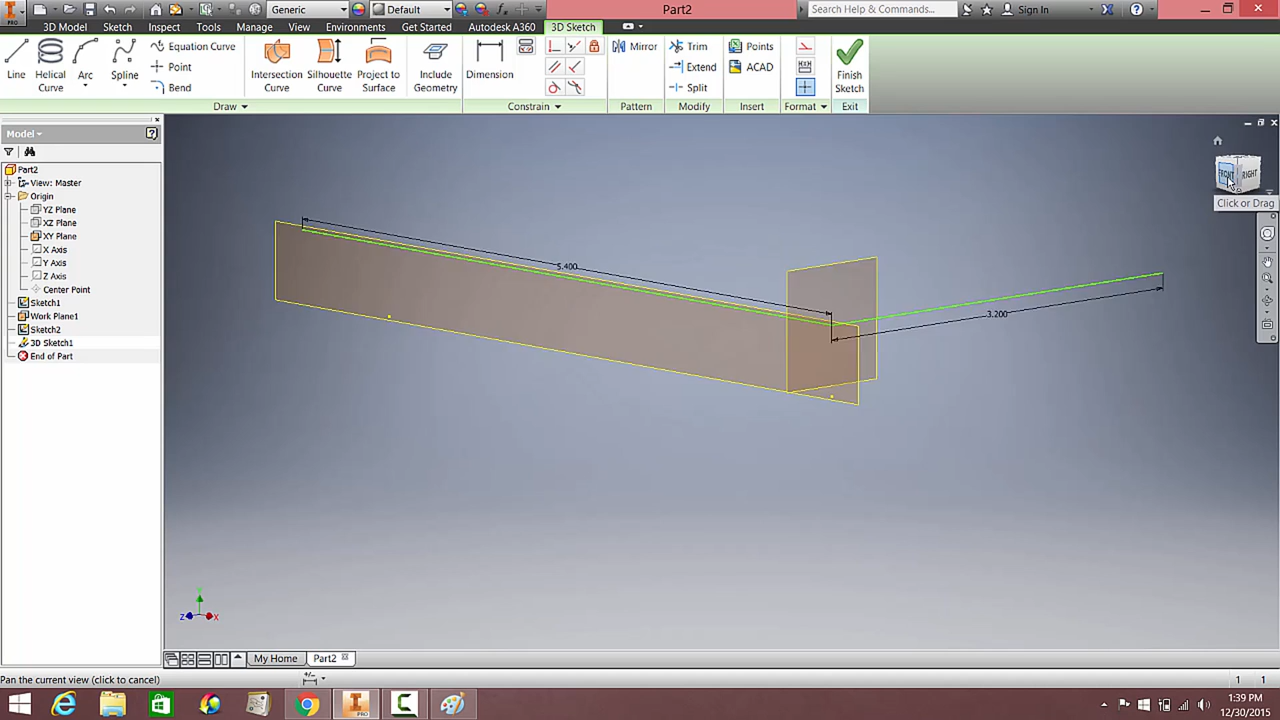 PRO
Generic
Default
Part2
Search Help & Commands...
Sign In
3D Model
Sketch
Inspect
Tools
Manage
View
Environments
Get Started
Autodesk A360
3D Sketch
Line
Helical Curve
Arc
Spline
Equation Curve
Point
Bend
Intersection Curve
Silhouette Curve
Project to Surface
Include Geometry
Dimension
Mirror
Trim
Extend
Split
Points
ACAD
Finish Sketch
Draw
Constrain
Pattern
Modify
Insert
Format
Exit
Model
Part2
View: Master
Origin
YZ Plane
XZ Plane
XY Plane
X Axis
Y Axis
Z Axis
Center Point
Sketch1
Work Plane1
Sketch2
3D Sketch1
End of Part
FRONT
RIGHT
Click or Drag
5.400
3.200
Y
Z
X
My Home
Part2
Pan the current view (click to cancel)
1
1
PRO
1:39 PM
12/30/2015